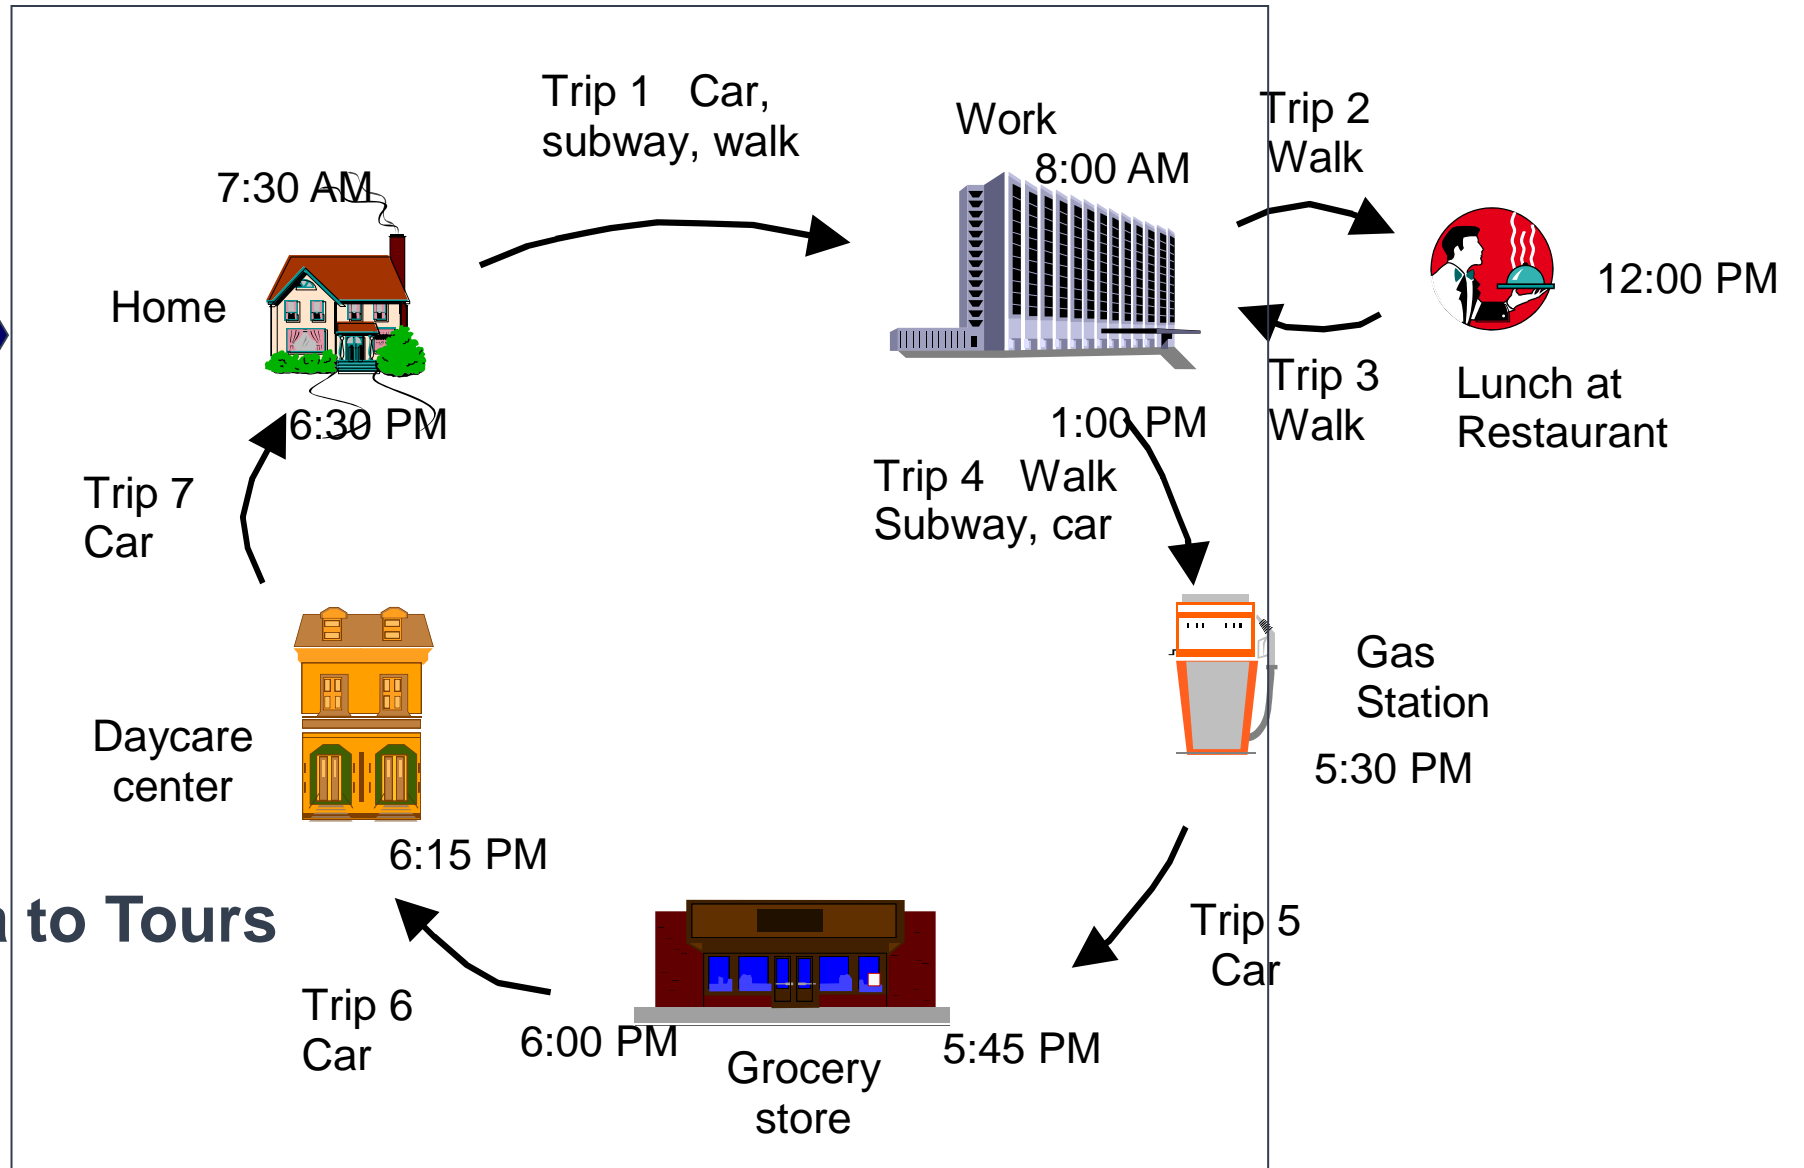 Trip 1 Car,
subway, walk
Work
8:00 AM
Trip 2
Walk
7:30 AM
Home
12:00 PM
Lunch at
Restaurant
Trip 3
Walk
6:30 PM
1:00 PM
Trip 4 Walk
Subway, car
Trip 7
Car
Gas
Station
5:30 PM
Daycare
center
6:15 PM
to Tours
Trip 5
Car
Trip 6
Car
6:00 PM
Grocery
store
5:45 PM